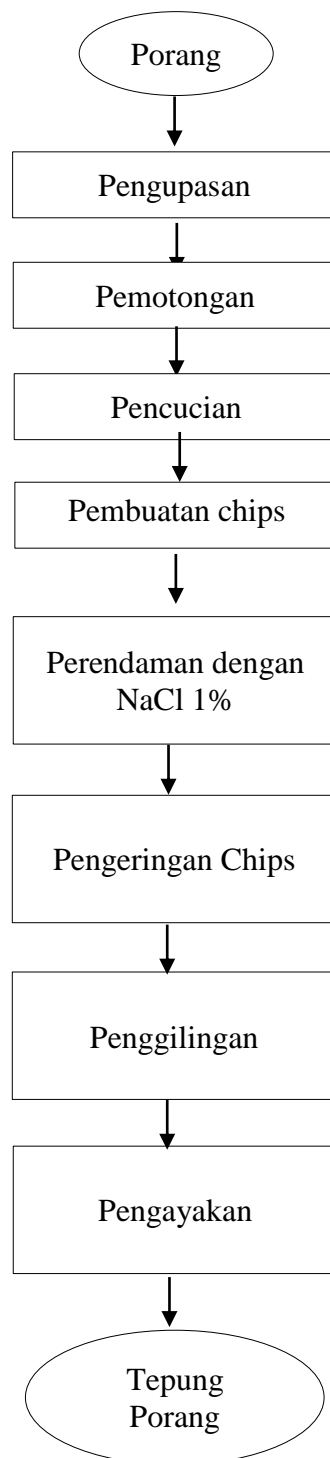 Porang
Pengupasan
Pemotongan
Pencucian
Pembuatan chips
Perendaman dengan
NaCl 1%
Pengeringan Chips
Penggilingan
Pengayakan
Tepung
Porang